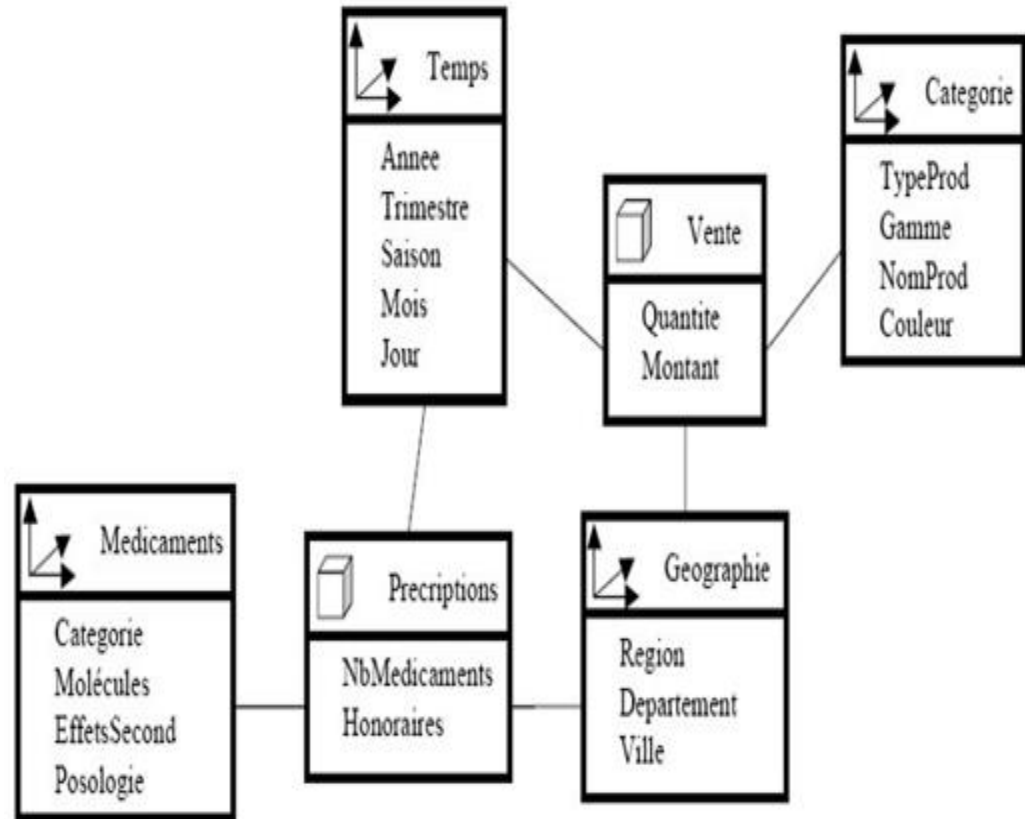 Temps
Annee
Trimestre
Saison
Mois
Jour
Categorie
TypeProd
Gamme
NomProd
Couleur
Vente
Quantite
Montant
Medicaments
Categorie
Molécules
EffetsSecond
Posologie
Precriptions
NbMedicaments
Honoraires
Geographie
Region
Departement
Ville